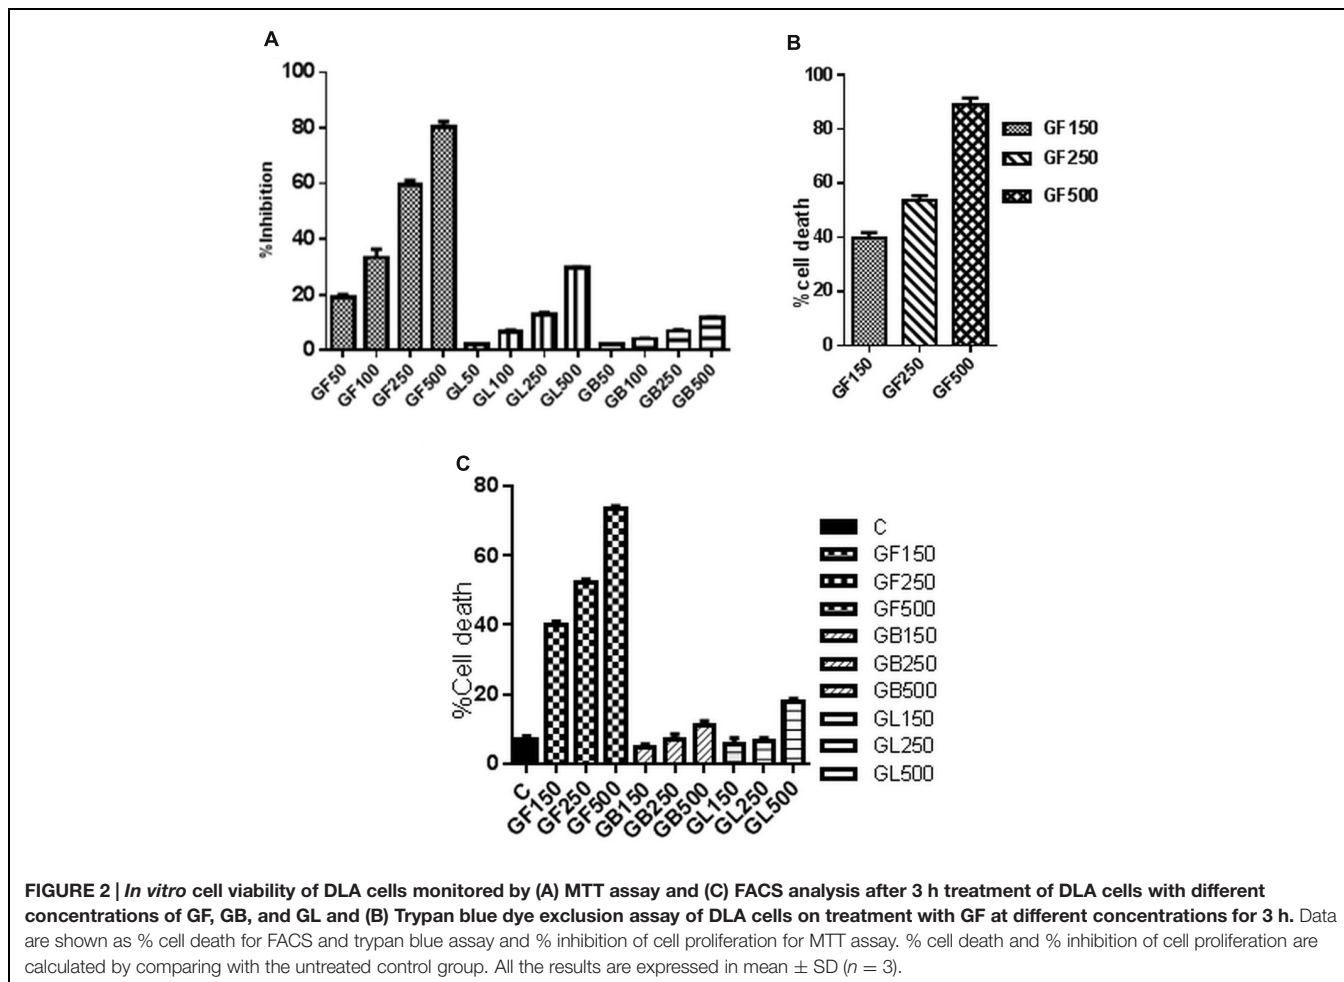 A
100
80
60
40
20
0
%Inhibition
GF50
GF100
GF250
GF500
GL50
GL100
GL250
GL500
GB50
GB100
GB250
GB500
B
100
80
60
40
20
0
%cell death
GF150
GF250
GF500
GF150
GF250
GF500
C
80
60
40
20
0
%Cell death
C
GF150
GF250
GF500
GB150
GB250
GB500
GL150
GL250
GL500
C
GF150
GF250
GF500
GB150
GB250
GB500
GL150
GL250
GL500
FIGURE 2 | In vitro cell viability of DLA cells monitored by (A) MTT assay and (C) FACS analysis after 3 h treatment of DLA cells with different
concentrations of GF, GB, and GL and (B) Trypan blue dye exclusion assay of DLA cells on treatment with GF at different concentrations for 3 h. Data
are shown as % cell death for FACS and trypan blue assay and % inhibition of cell proliferation for MTT assay. % cell death and % inhibition of cell proliferation are
calculated by comparing with the untreated control group. All the results are expressed in mean ± SD (n = 3).